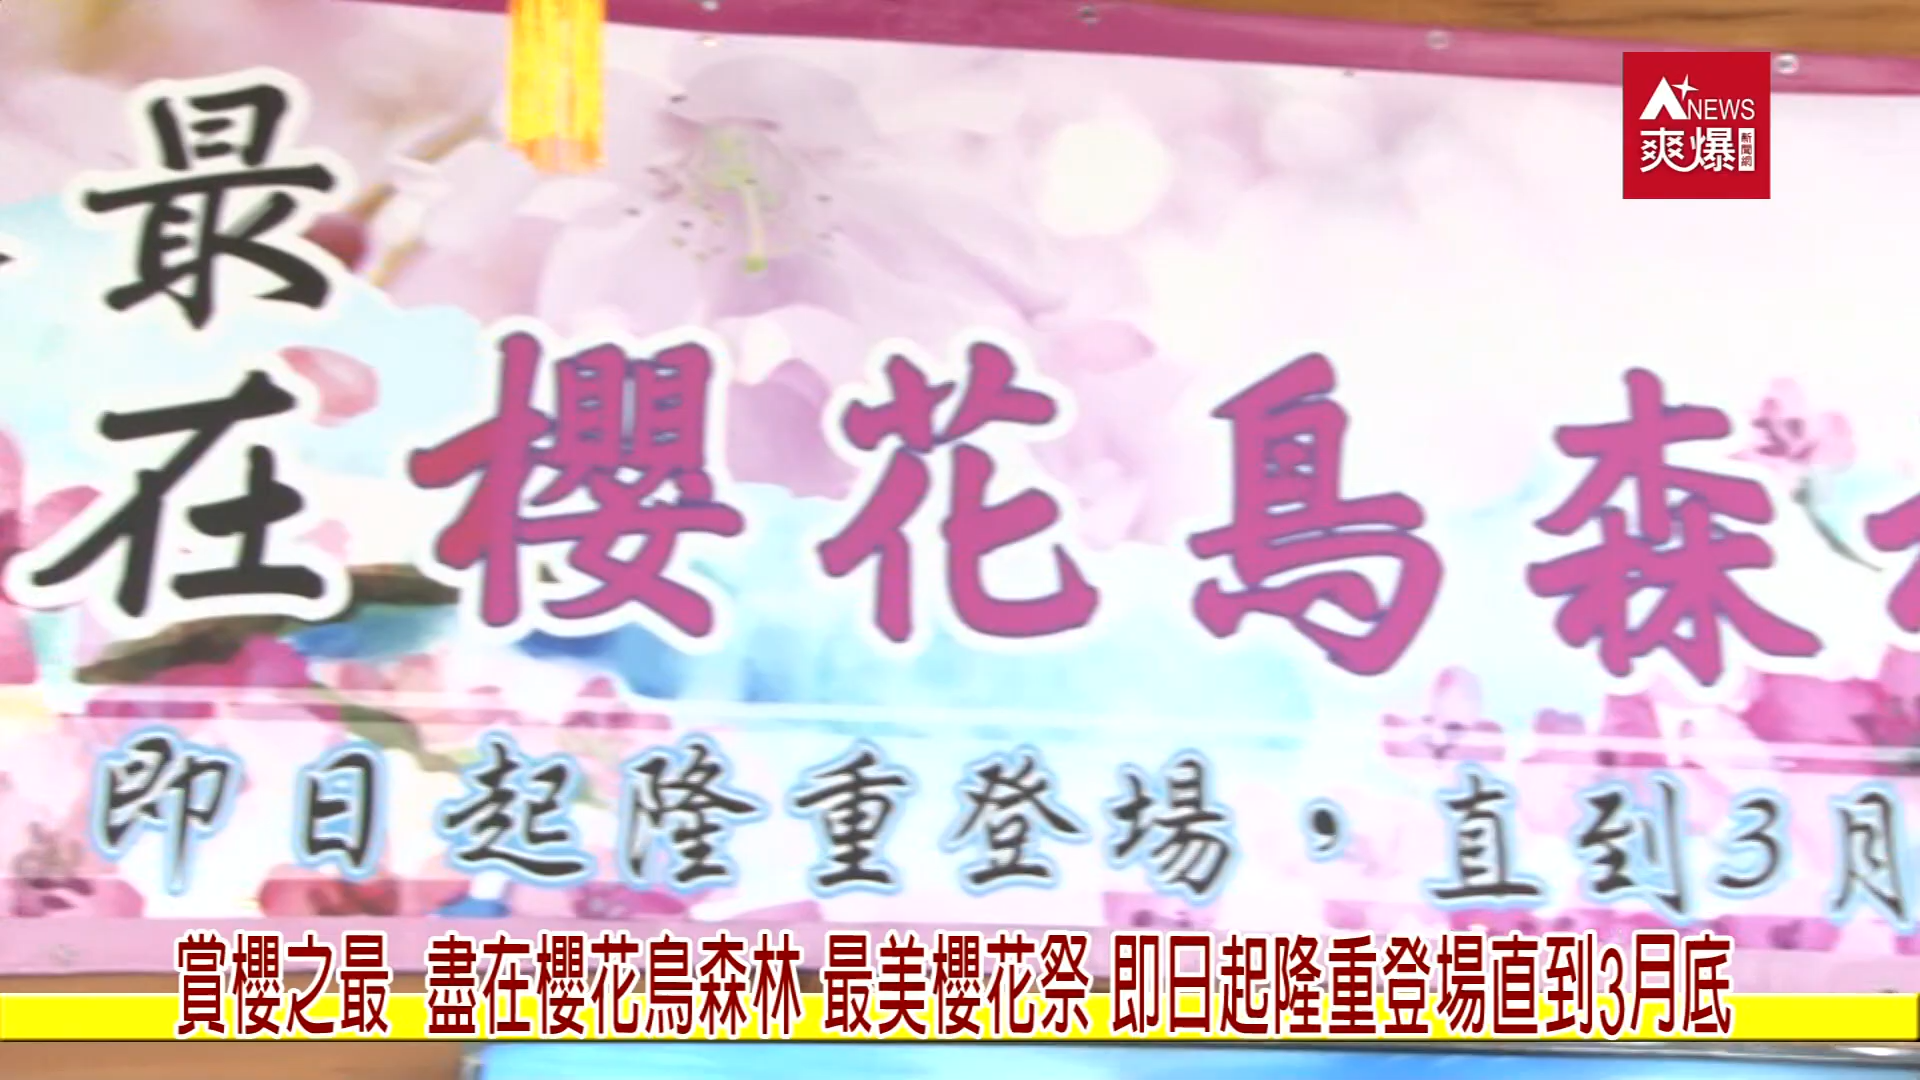 最
在櫻花鳥森
即日起隆重登場，直到3月
NEWS
爽爆新聞網
賞櫻之最 盡在櫻花鳥森林 最美櫻花祭 即日起隆重登場直到3月底